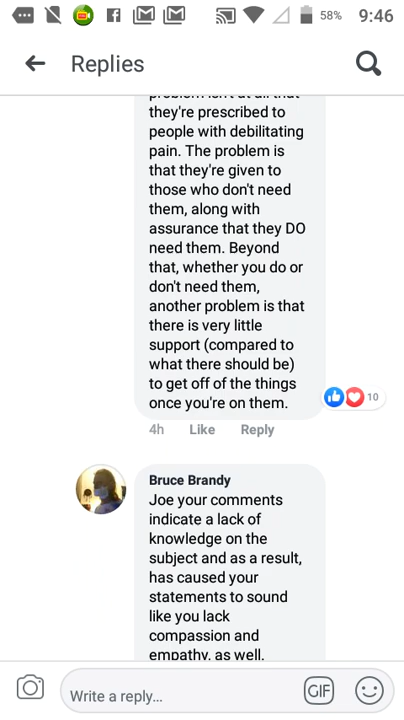 58% 9:46
Replies
problem isn't at all that
they're prescribed to
people with debilitating
pain. The problem is
that they're given to
those who don't need
them, along with
assurance that they DO
need them. Beyond
that, whether you do or
don't need them,
another problem is that
there is very little
support (compared to
what there should be)
to get off of the things
once you're on them.
10
4h Like Reply
Bruce Brandy
Joe your comments
indicate a lack of
knowledge on the
subject and as a result,
has caused your
statements to sound
like you lack
compassion and
empathy, as well.
Write a reply...
GIF